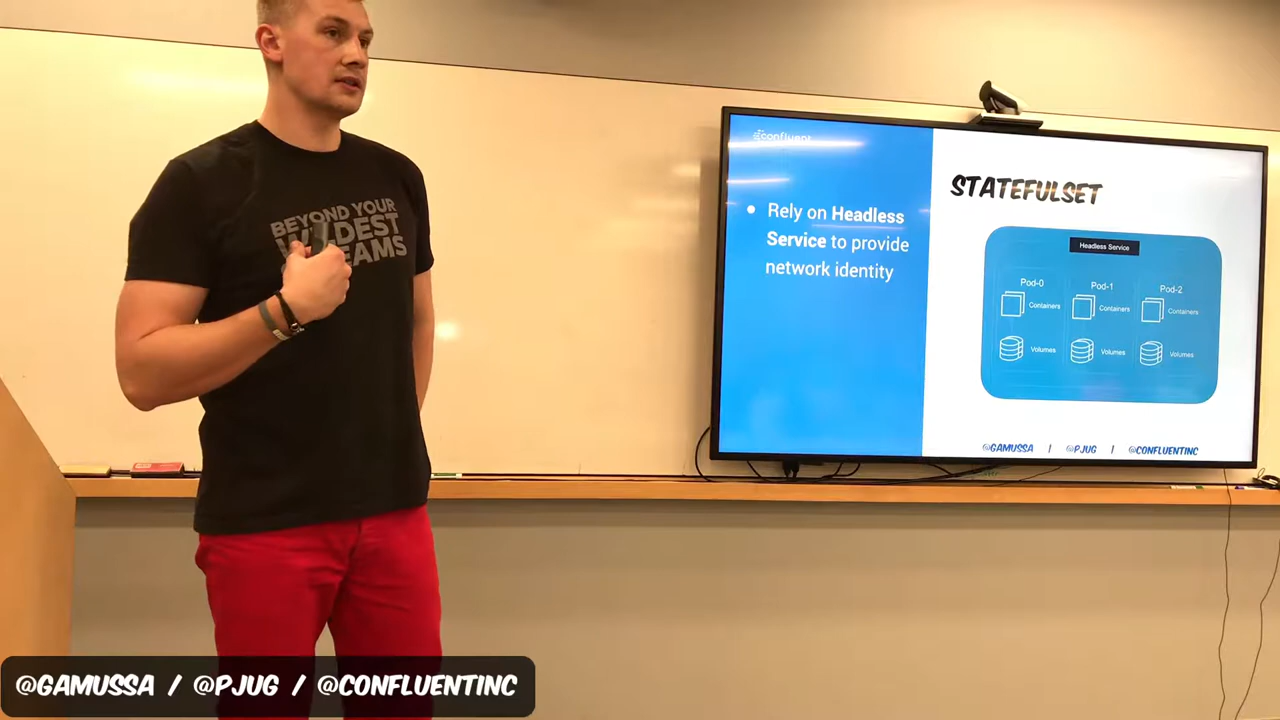 BEYOND YOUR
WILDEST
DREAMS
confluent
Rely on Headless
Service to provide
network identity
STATEFULSET
Headless Service
Pod-0
Pod-1
Pod-2
Containers
Containers
Containers
Volumes
Volumes
Volumes
@GAMUSSA | @PJUG | @CONFLUENTINC
@GAMUSSA / @PJUG / @CONFLUENTINC